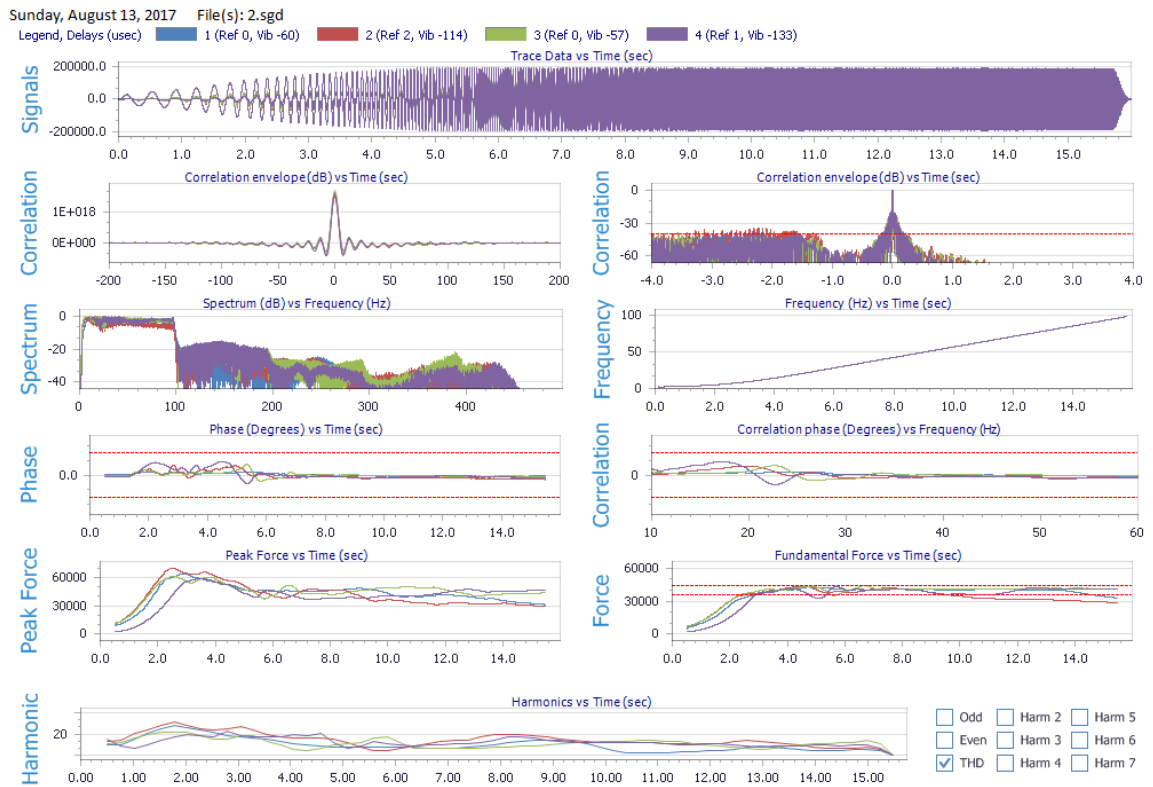 Sunday, August 13, 2017 File(s): 2.sgd
Legend, Delays (usec) 1 (Ref 0, Vib -60) 2 (Ref 2, Vib -114) 3 (Ref 0, Vib -57) 4 (Ref 1, Vib -133)
Trace Data vs Time (sec)
Signals
200000.0
0.0
-200000.0
0.0 1.0 2.0 3.0 4.0 5.0 6.0 7.0 8.0 9.0 10.0 11.0 12.0 13.0 14.0 15.0
Correlation envelope (dB) vs Time (sec)
Correlation
1E+018
0E+000
-200 -150 -100 -50 0 50 100 150 200
Correlation envelope (dB) vs Time (sec)
Correlation
0
-30
-60
-4.0 -3.0 -2.0 -1.0 0.0 1.0 2.0 3.0 4.0
Spectrum (dB) vs Frequency (Hz)
Spectrum
0
-20
-40
0 100 200 300 400
Frequency (Hz) vs Time (sec)
Frequency
100
50
0
0.0 2.0 4.0 6.0 8.0 10.0 12.0 14.0
Phase (Degrees) vs Time (sec)
Phase
0.0
0.0 2.0 4.0 6.0 8.0 10.0 12.0 14.0
Correlation phase (Degrees) vs Frequency (Hz)
Correlation
0
10 20 30 40 50 60
Peak Force vs Time (sec)
Peak Force
60000
30000
0
0.0 2.0 4.0 6.0 8.0 10.0 12.0 14.0
Fundamental Force vs Time (sec)
Force
60000
30000
0
0.0 2.0 4.0 6.0 8.0 10.0 12.0 14.0
Harmonics vs Time (sec)
Harmonic
20
0.00 1.00 2.00 3.00 4.00 5.00 6.00 7.00 8.00 9.00 10.00 11.00 12.00 13.00 14.00 15.00
Odd Harm 2 Harm 5
Even Harm 3 Harm 6
THD Harm 4 Harm 7